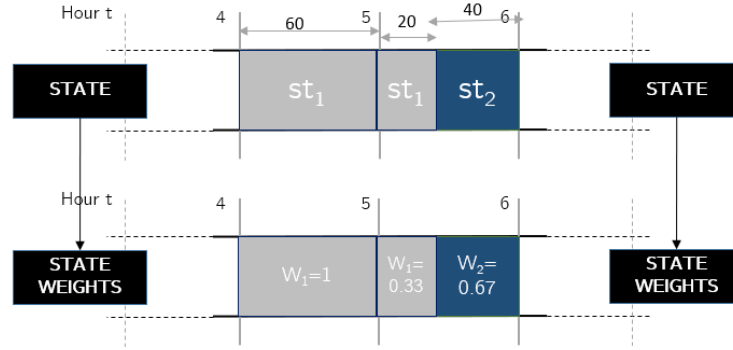 Hour t 4 5 6
60 20 40
STATE st₁ st₁ st₂ STATE
Hour t 4 5 6
STATE
WEIGHTS
W₁=1
W₁=
0.33
W₂=
0.67
STATE
WEIGHTS